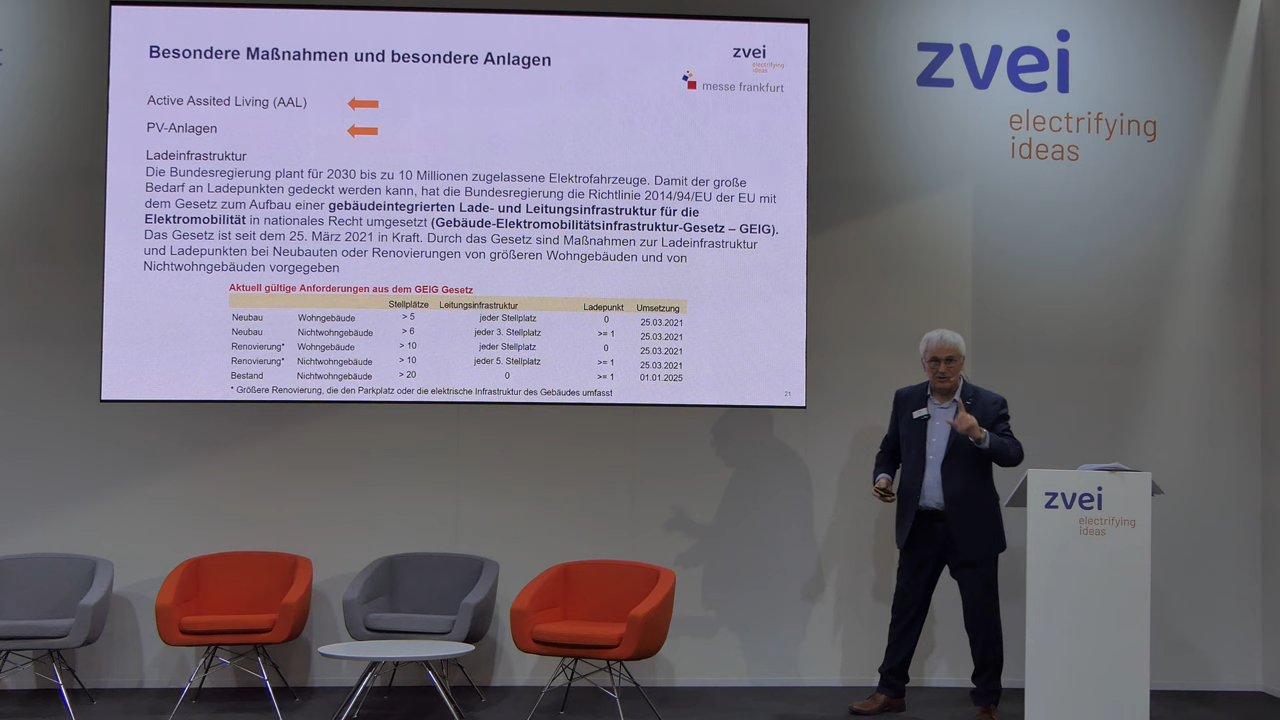 Besondere Maßnahmen und besondere Anlagen
zvei
electrifying
ideas
messe frankfurt
Active Assited Living (AAL)
PV-Anlagen
Ladeinfrastruktur
Die Bundesregierung plant für 2030 bis zu 10 Millionen zugelassene Elektrofahrzeuge. Damit der große
Bedarf an Ladepunkten gedeckt werden kann, hat die Bundesregierung die Richtlinie 2014/94/EU der EU mit
dem Gesetz zum Aufbau einer gebäudeintegrierten Lade- und Leitungsinfrastruktur für die
Elektromobilität in nationales Recht umgesetzt (Gebäude-Elektromobilitätsinfrastruktur-Gesetz – GEIG).
Das Gesetz ist seit dem 25. März 2021 in Kraft. Durch das Gesetz sind Maßnahmen zur Ladeinfrastruktur
und Ladepunkten bei Neubauten oder Renovierungen von größeren Wohngebäuden und von
Nichtwohngebäuden vorgegeben
Aktuell gültige Anforderungen aus dem GEIG Gesetz
Stellplätze Leitungsinfrastruktur Ladepunkt Umsetzung
Neubau Wohngebäude > 5 jeder Stellplatz 0 25.03.2021
Neubau Nichtwohngebäude > 6 jeder 3. Stellplatz >= 1 25.03.2021
Renovierung* Wohngebäude > 10 jeder Stellplatz 0 25.03.2021
Renovierung* Nichtwohngebäude > 10 jeder 5. Stellplatz >= 1 25.03.2021
Bestand Nichtwohngebäude > 20 0 >= 1 01.01.2025
* Größere Renovierung, die den Parkplatz oder die elektrische Infrastruktur des Gebäudes umfasst
21
zvei
electrifying
ideas
zvei
electrifying
ideas